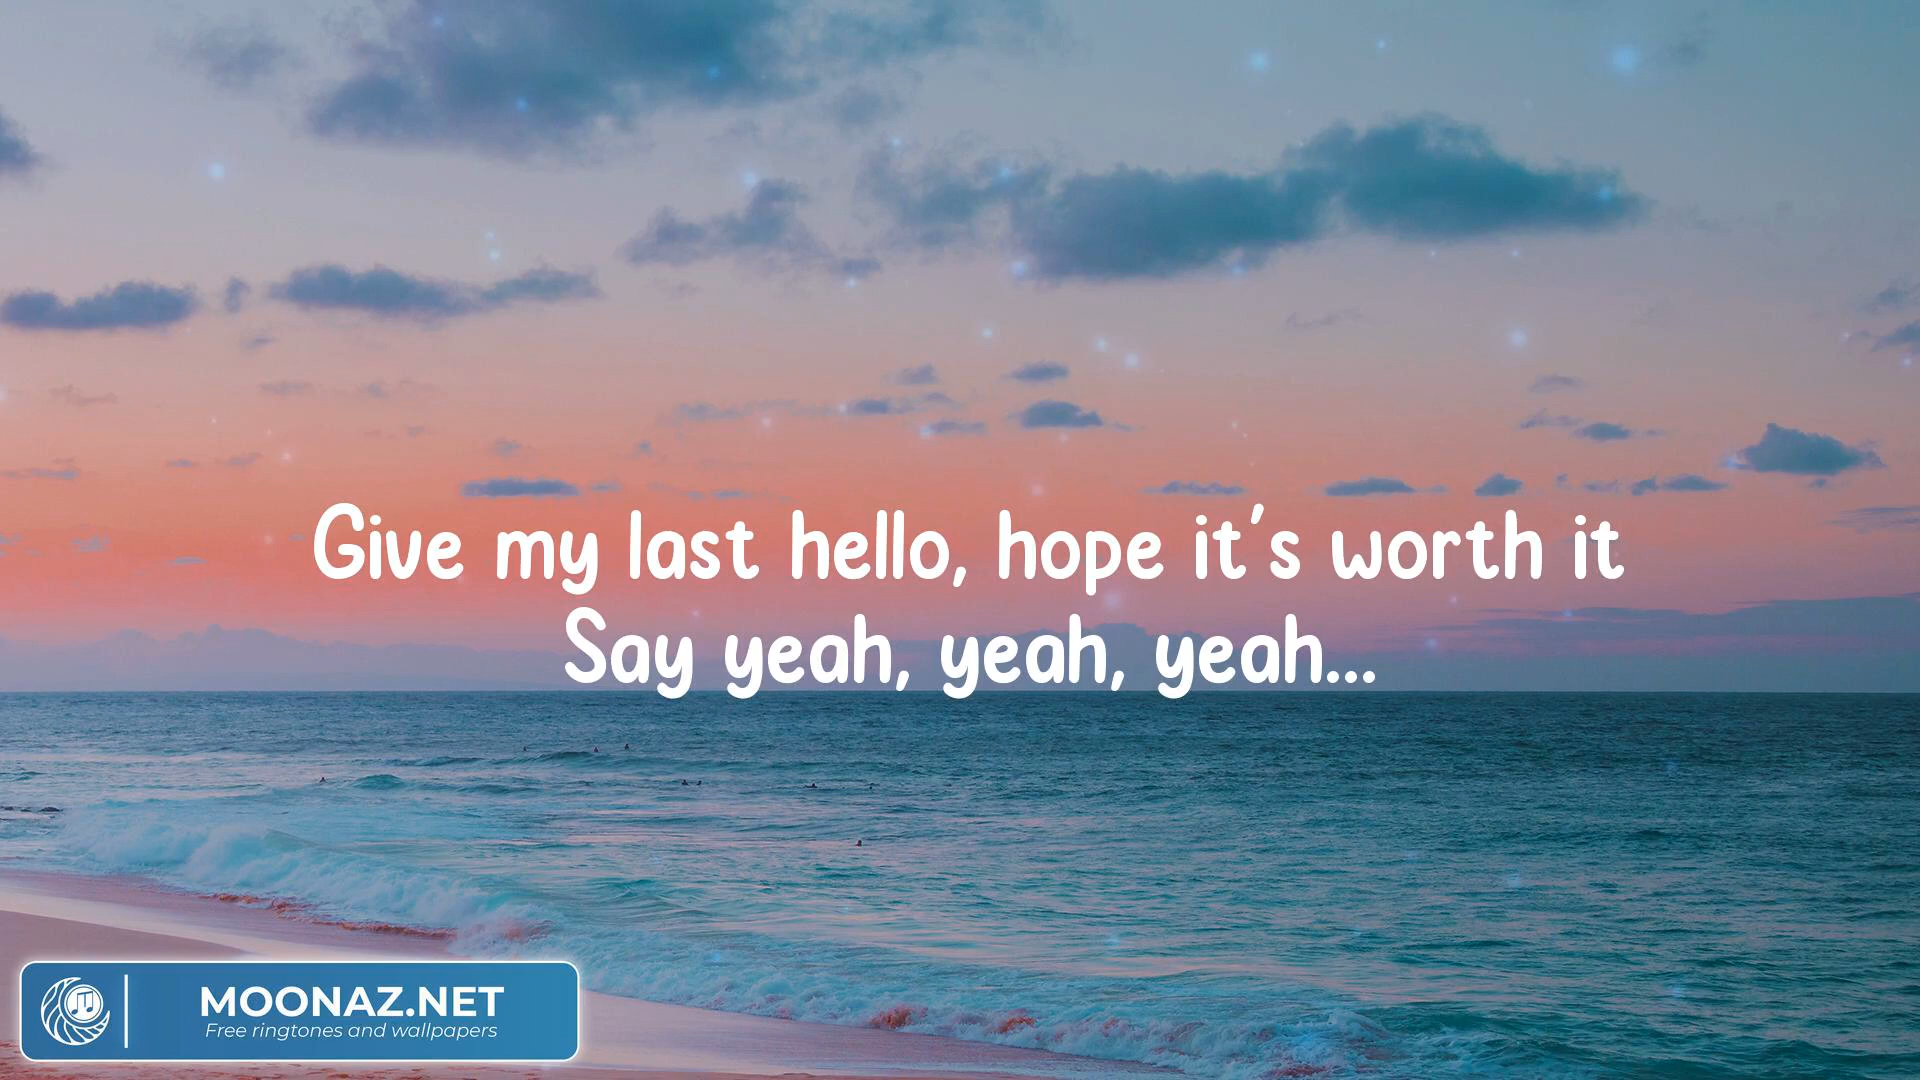 Give my last hello, hope it's worth it
Say yeah, yeah, yeah...
MOONAZ.NET
Free ringtones and wallpapers